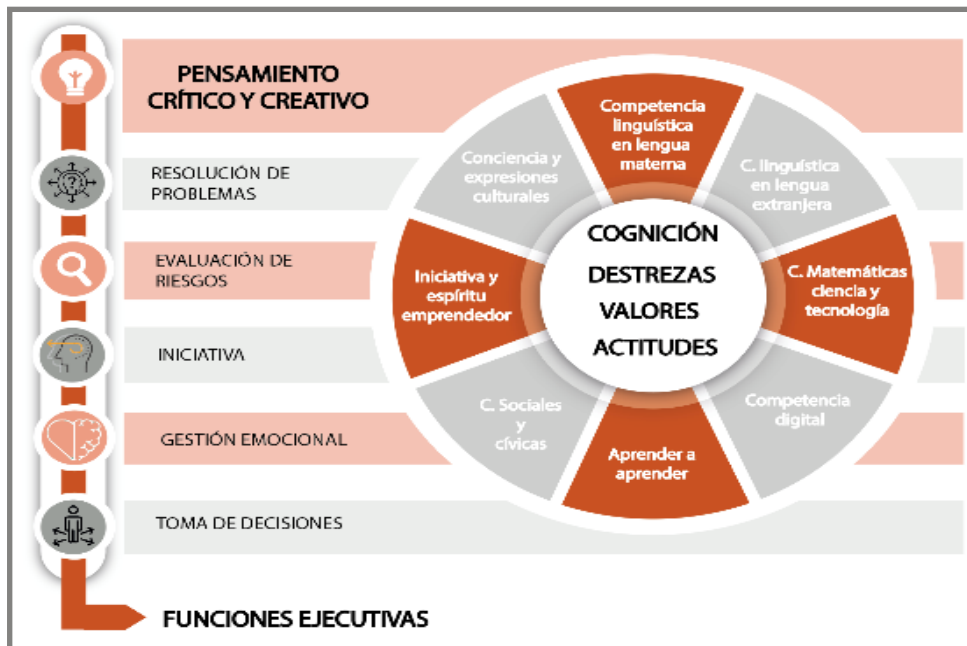 PENSAMIENTO
CRÍTICO Y CREATIVO
RESOLUCIÓN DE
PROBLEMAS
EVALUACIÓN DE
RIESGOS
INICIATIVA
GESTIÓN EMOCIONAL
TOMA DE DECISIONES
FUNCIONES EJECUTIVAS
Competencia
linguística
en lengua
materna
C. linguística
en lengua
extranjera
C. Matemáticas
ciencia y
tecnología
Competencia
digital
Aprender a
aprender
C. Sociales
y
cívicas
Iniciativa y
espíritu
emprendedor
Conciencia y
expresiones
culturales
COGNICIÓN
DESTREZAS
VALORES
ACTITUDES